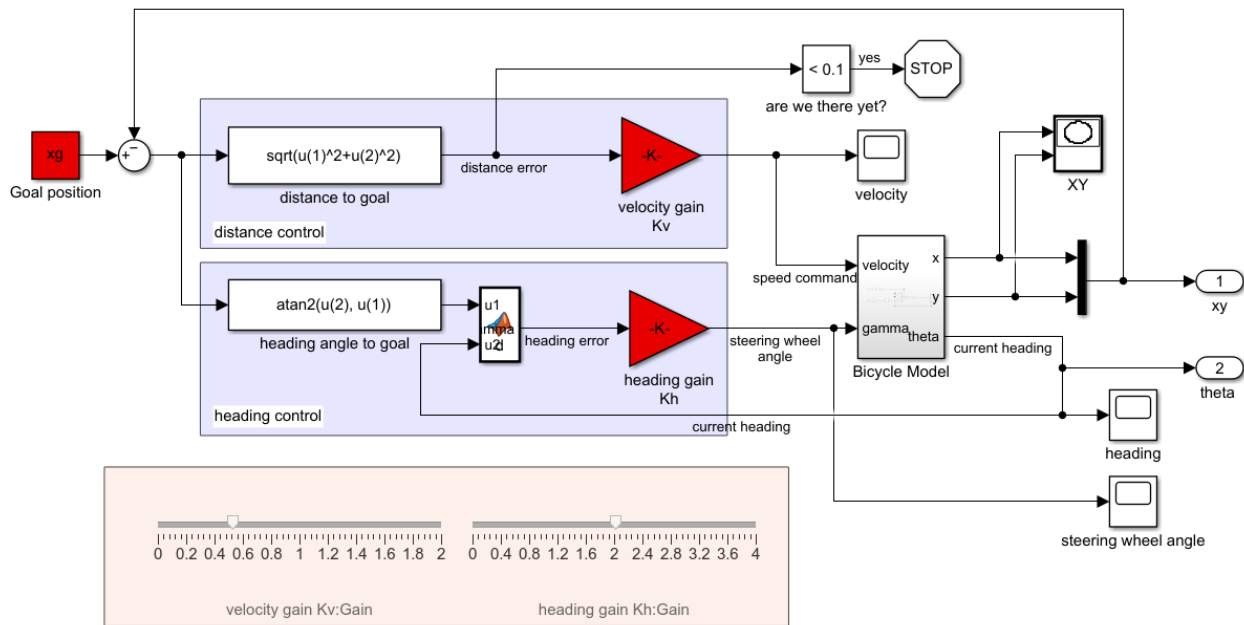 < 0.1
yes
STOP
are we there yet?
xg
Goal position
+
−
sqrt(u(1)^2+u(2)^2)
distance to goal
distance error
-K-
velocity gain
Kv
distance control
velocity
XY
atan2(u(2), u(1))
heading angle to goal
u1
u2
heading error
-K-
heading gain
Kh
heading control
speed command
steering wheel
angle
velocity
gamma
x
y
theta
Bicycle Model
current heading
current heading
1
xy
2
theta
heading
steering wheel angle
0 0.2 0.4 0.6 0.8 1 1.2 1.4 1.6 1.8 2
velocity gain Kv:Gain
0 0.4 0.8 1.2 1.6 2 2.4 2.8 3.2 3.6 4
heading gain Kh:Gain